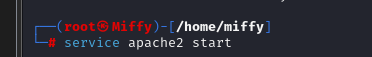 ┌──(root㉿Miffy)-[/home/miffy]
└─# service apache2 start